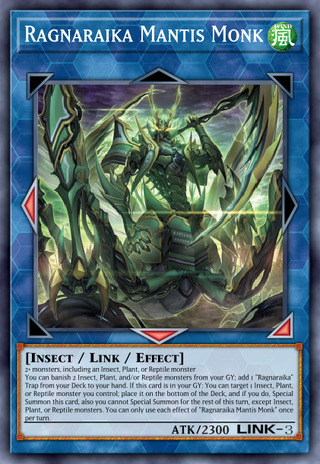 Ragnaraika Mantis Monk
WIND
風
[Insect / Link / Effect]
2+ monsters, including an Insect, Plant, or Reptile monster
You can banish 2 Insect, Plant, and/or Reptile monsters from your GY; add 1 "Ragnaraika"
Trap from your Deck to your hand. If this card is in your GY: You can target 1 Insect, Plant,
or Reptile monster you control; place it on the bottom of the Deck, and if you do, Special
Summon this card, also you cannot Special Summon for the rest of this turn, except Insect,
Plant, or Reptile monsters. You can only use each effect of "Ragnaraika Mantis Monk" once
per turn.
ATK/2300 LINK-3